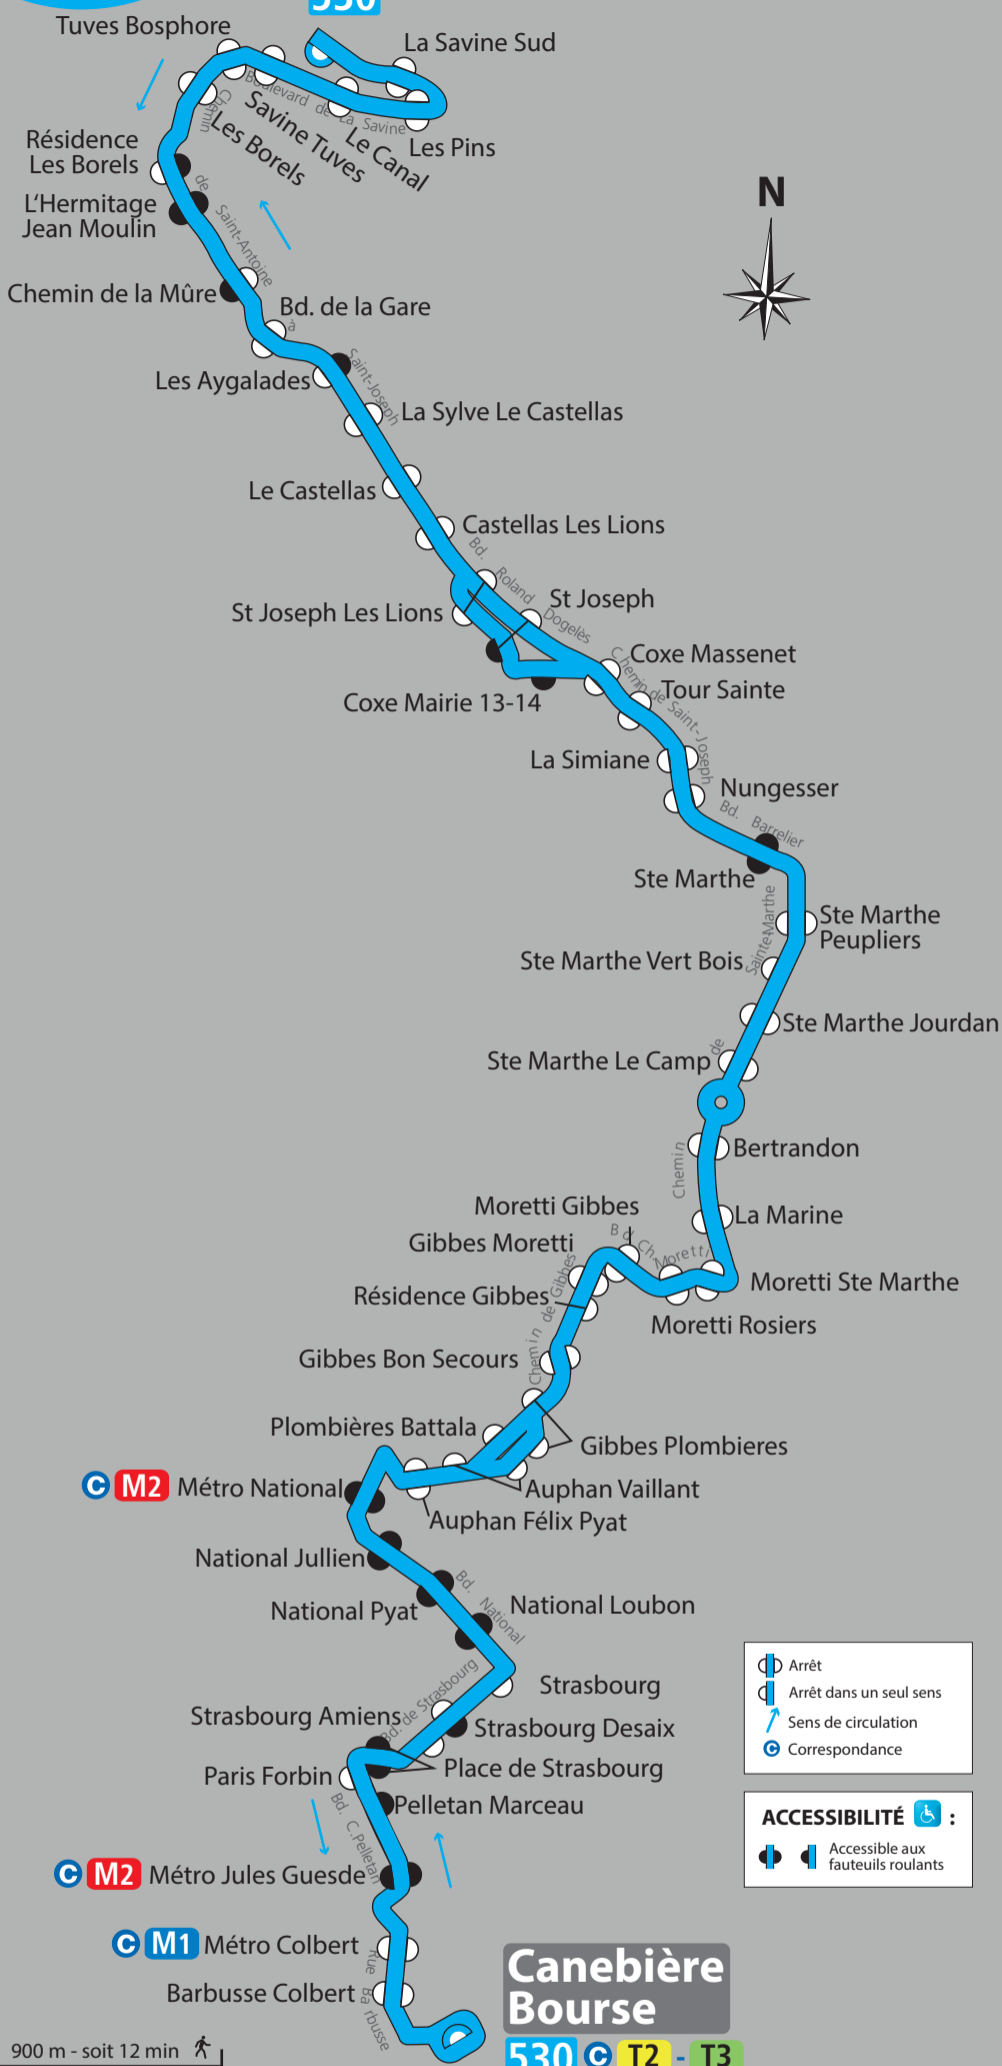 530
Tuves Bosphore
La Savine Sud
Boulevard de La Savine
Savine Tuves
Le Canal
Les Pins
Les Borels
Chemin
de
Saint-Antoine
à
Saint-Joseph
Résidence
Les Borels
L'Hermitage
Jean Moulin
N
Chemin de la Mûre
Bd. de la Gare
Les Aygalades
La Sylve Le Castellas
Le Castellas
Castellas Les Lions
Bd. Roland Dogelès
St Joseph Les Lions
St Joseph
Coxe Massenet
Chemin de Saint-Joseph
Tour Sainte
Coxe Mairie 13-14
La Simiane
Nungesser
Bd. Barrelier
Ste Marthe
Ste Marthe
Peupliers
Ste Marthe Vert Bois
Ste Marthe Jourdan
Ste Marthe Le Camp
Chemin de Sainte-Marthe
Bertrandon
La Marine
Moretti Gibbes
Bd. Ch. Moretti
Gibbes Moretti
Moretti Ste Marthe
Résidence Gibbes
Moretti Rosiers
Chemin de Gibbes
Gibbes Bon Secours
Plombières Battala
Gibbes Plombieres
C M2 Métro National
Auphan Vaillant
Auphan Félix Pyat
National Jullien
Bd. National
National Pyat
National Loubon
Strasbourg
Bd. de Strasbourg
Strasbourg Amiens
Strasbourg Desaix
Paris Forbin
Place de Strasbourg
Pelletan Marceau
Bd. C.Pelletan
C M2 Métro Jules Guesde
C M1 Métro Colbert
Barbusse Colbert
Rue Barbusse
Canebière
Bourse
530 C T2 - T3
900 m - soit 12 min
Arrêt
Arrêt dans un seul sens
Sens de circulation
C Correspondance
ACCESSIBILITÉ :
Accessible aux
fauteuils roulants